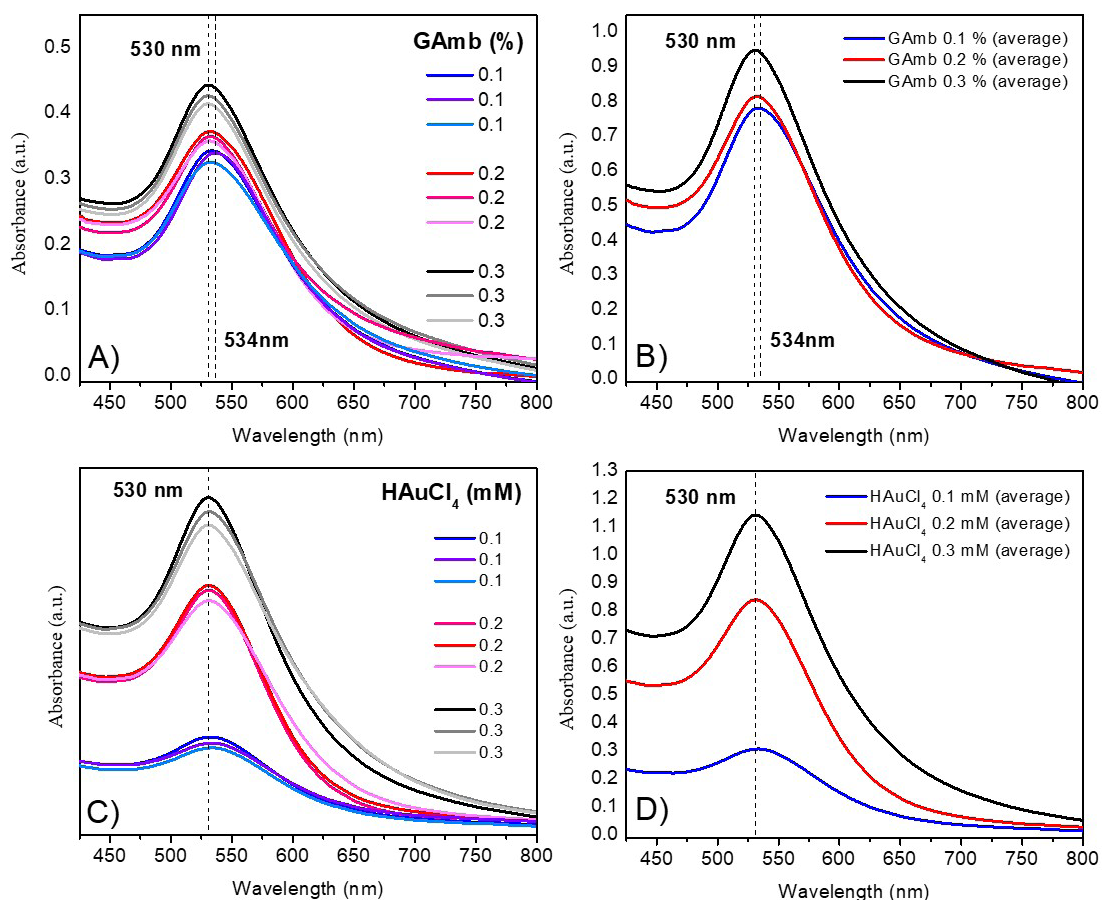 GAmb (%)
530 nm
0.1
0.1
0.1
0.2
0.2
0.2
0.3
0.3
0.3
534nm
A)
0.5
0.4
0.3
0.2
0.1
0.0
Absorbance (a.u.)
450 500 550 600 650 700 750 800
Wavelength (nm)
530 nm
GAmb 0.1 % (average)
GAmb 0.2 % (average)
GAmb 0.3 % (average)
534nm
B)
1.0
0.9
0.8
0.7
0.6
0.5
0.4
0.3
0.2
0.1
0.0
Absorbance (a.u.)
450 500 550 600 650 700 750 800
Wavelength (nm)
530 nm
HAuCl4 (mM)
0.1
0.1
0.1
0.2
0.2
0.2
0.3
0.3
0.3
C)
Absorbance (a.u.)
450 500 550 600 650 700 750 800
Wavelength (nm)
530 nm
HAuCl4 0.1 mM (average)
HAuCl4 0.2 mM (average)
HAuCl4 0.3 mM (average)
D)
1.3
1.2
1.1
1.0
0.9
0.8
0.7
0.6
0.5
0.4
0.3
0.2
0.1
0.0
Absorbance (a.u.)
450 500 550 600 650 700 750 800
Wavelength (nm)